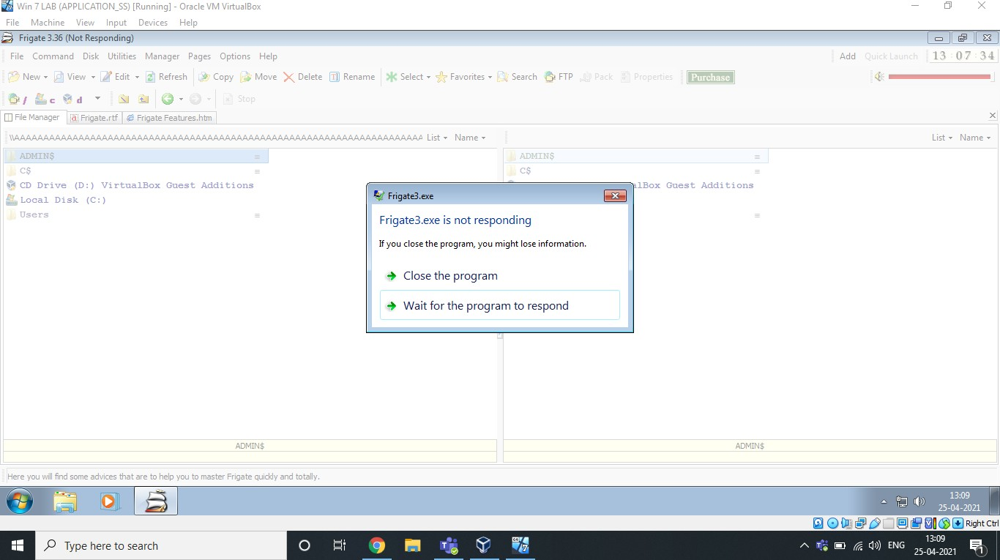 Win 7 LAB (APPLICATION_SS) [Running] - Oracle VM VirtualBox
File Machine View Input Devices Help
Frigate 3.36 (Not Responding)
File Command Disk Utilities Manager Pages Options Help Add Quick Launch 13:07:34
New View Edit Refresh Copy Move Delete Rename Select Favorites Search FTP Pack Properties Purchase
f c d Stop
File Manager Frigate.rtf Frigate Features.htm
List Name List Name
ADMIN$ ADMIN$
C$ C$
CD Drive (D:) VirtualBox Guest Additions alBox Guest Additions
Local Disk (C:)
Users
Frigate3.exe
Frigate3.exe is not responding
If you close the program, you might lose information.
Close the program
Wait for the program to respond
ADMIN$ ADMIN$
Here you will find some advices that are to help you to master Frigate quickly and totally.
13:09
25-04-2021
Right Ctrl
Type here to search ENG 13:09
25-04-2021
1